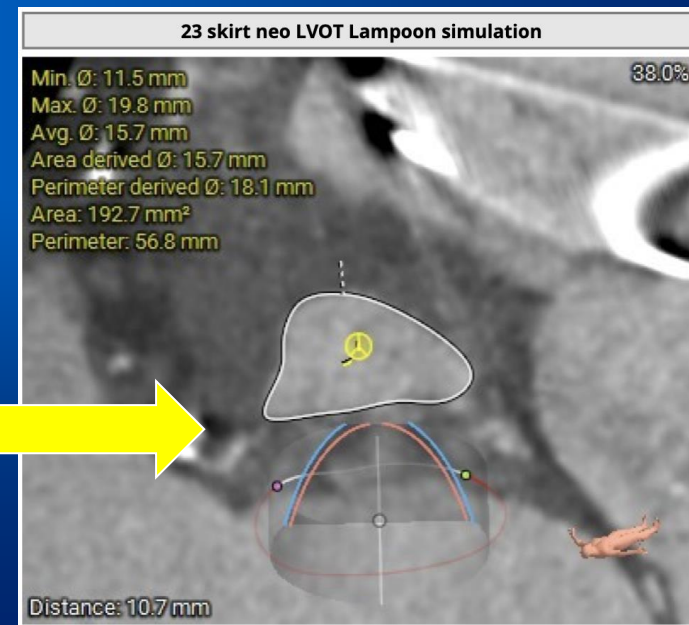 23 skirt neo LVOT Lampoon simulation
38.0%
Min. Ø: 11.5 mm
Max. Ø: 19.8 mm
Avg. Ø: 15.7 mm
Area derived Ø: 15.7 mm
Perimeter derived Ø: 18.1 mm
Area: 192.7 mm²
Perimeter: 56.8 mm
Distance: 10.7 mm